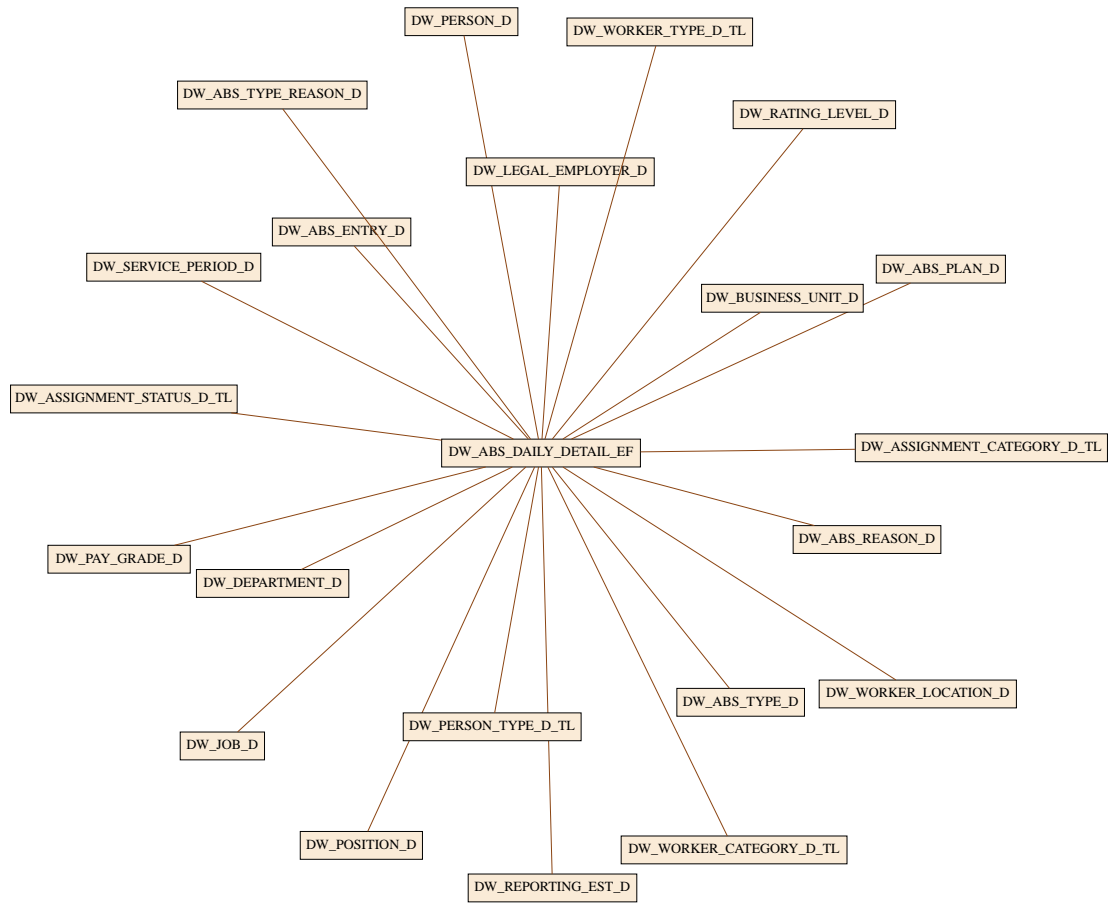 DW_PERSON_D
DW_WORKER_TYPE_D_TL
DW_ABS_TYPE_REASON_D
DW_RATING_LEVEL_D
DW_LEGAL_EMPLOYER_D
DW_ABS_ENTRY_D
DW_SERVICE_PERIOD_D
DW_ABS_PLAN_D
DW_BUSINESS_UNIT_D
DW_ASSIGNMENT_STATUS_D_TL
DW_ABS_DAILY_DETAIL_EF
DW_ASSIGNMENT_CATEGORY_D_TL
DW_ABS_REASON_D
DW_PAY_GRADE_D
DW_DEPARTMENT_D
DW_WORKER_LOCATION_D
DW_ABS_TYPE_D
DW_PERSON_TYPE_D_TL
DW_JOB_D
DW_POSITION_D
DW_WORKER_CATEGORY_D_TL
DW_REPORTING_EST_D